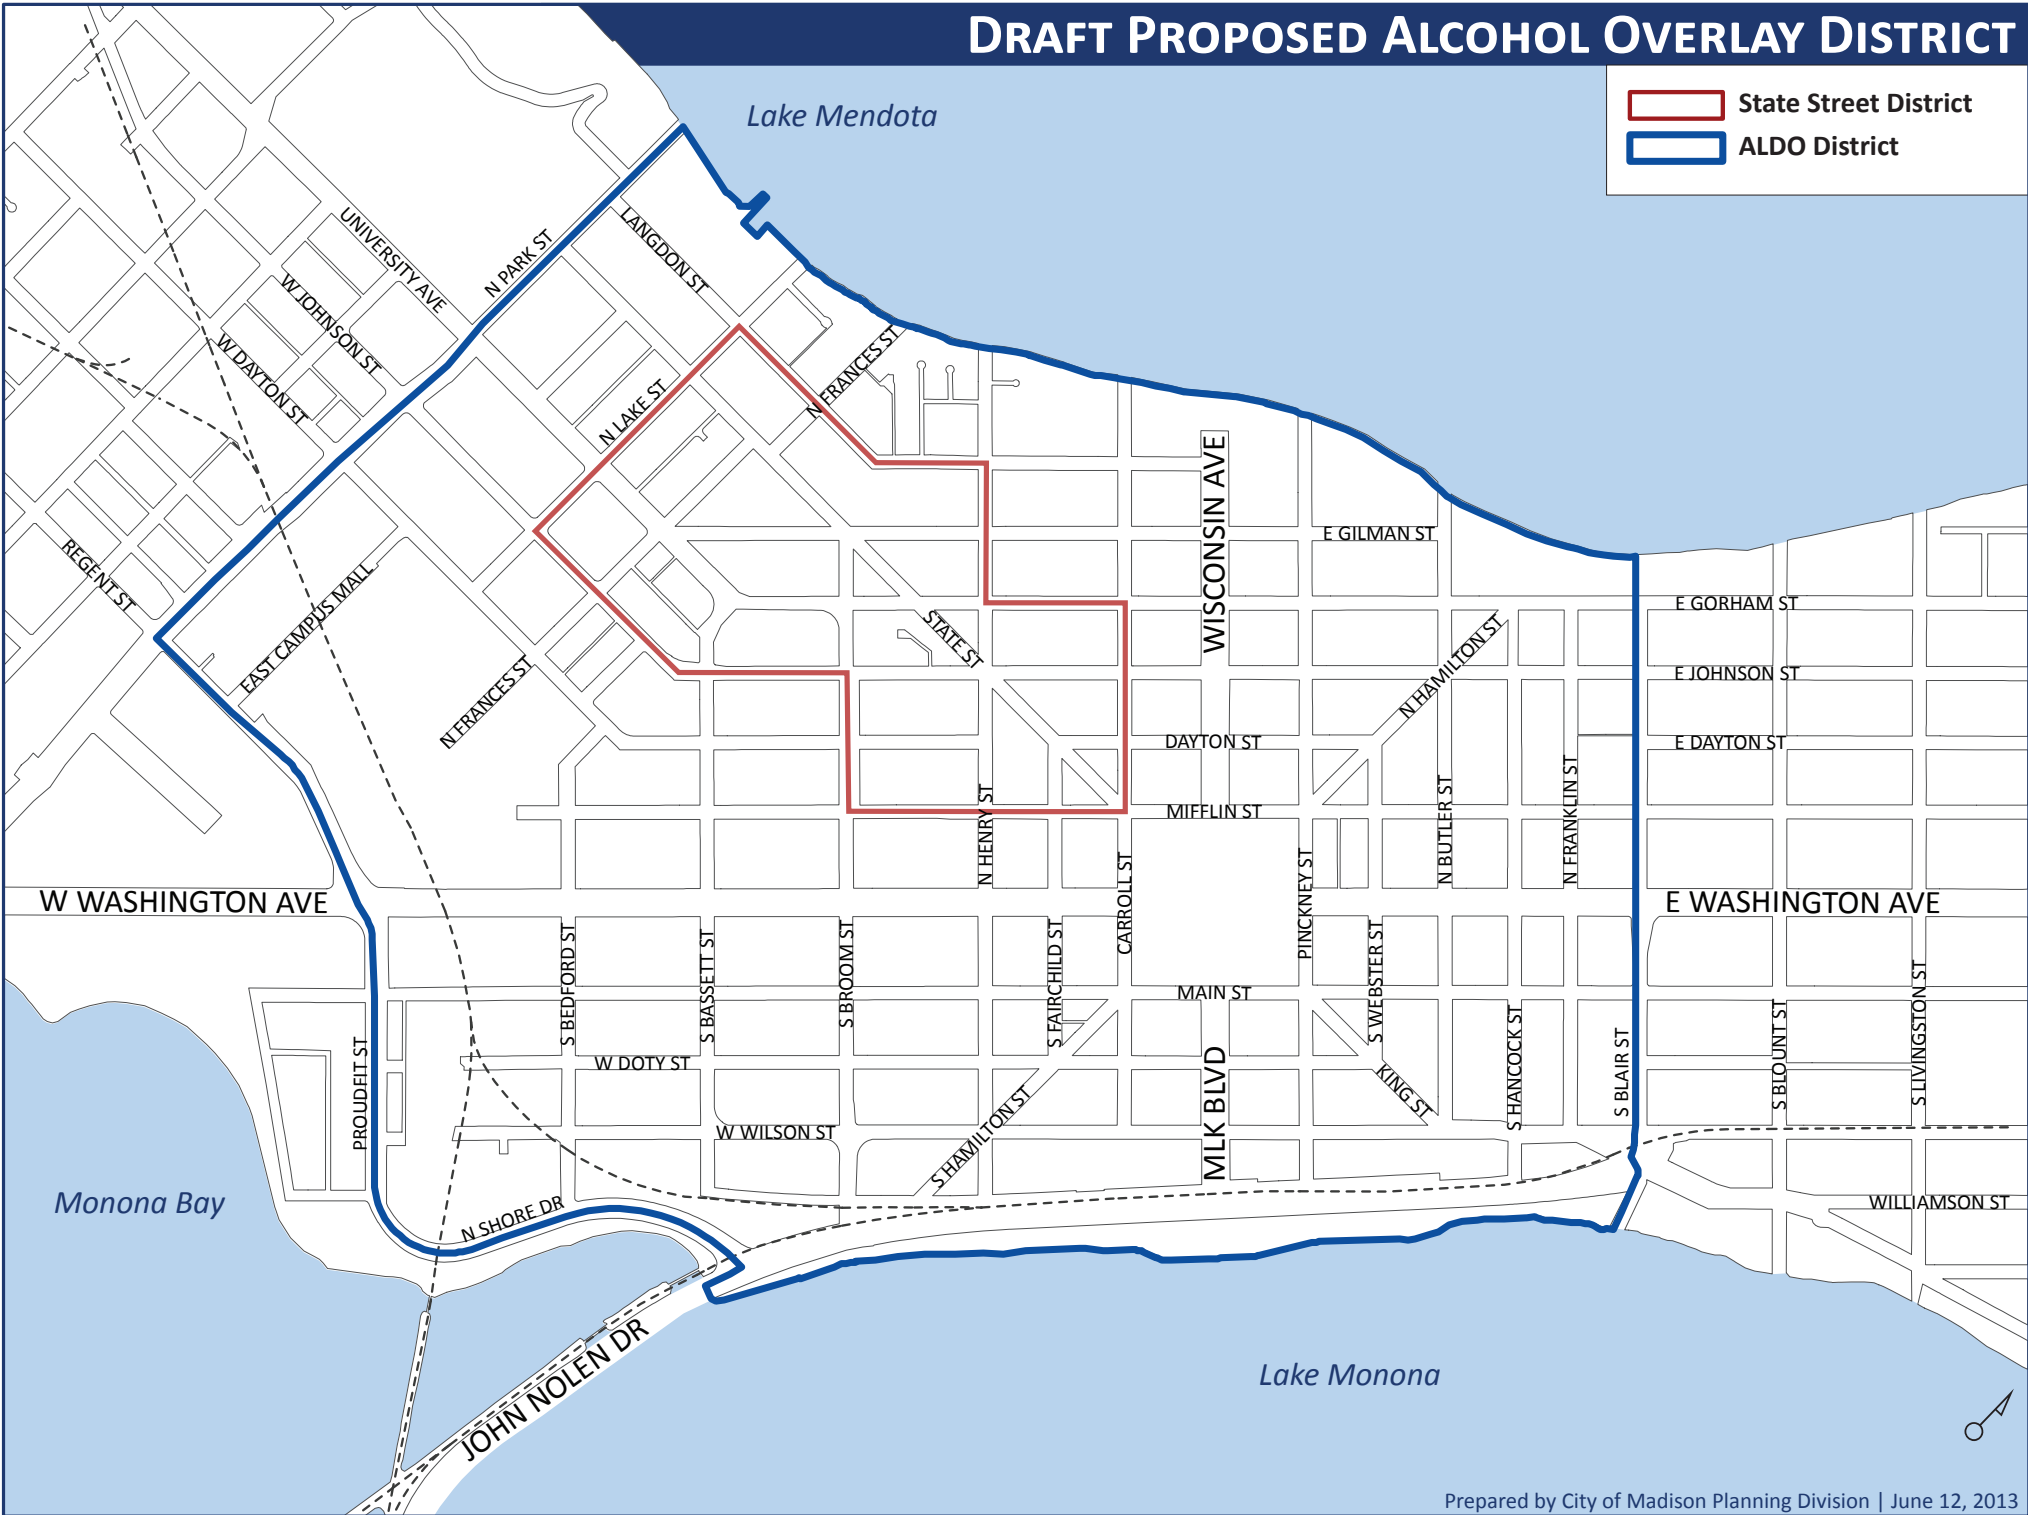 DRAFT PROPOSED ALCOHOL OVERLAY DISTRICT
State Street District
ALDO District
Lake Mendota
UNIVERSITY AVE
N PARK ST
LANGDON ST
W JOHNSON ST
W DAYTON ST
N FRANCES ST
N LAKE ST
WISCONSIN AVE
E GILMAN ST
REGENT ST
EAST CAMPUS MALL
STATE ST
E GORHAM ST
N HAMILTON ST
E JOHNSON ST
N FRANCES ST
DAYTON ST
E DAYTON ST
MIFFLIN ST
N HENRY ST
N BUTLER ST
N FRANKLIN ST
CARROLL ST
PINCKNEY ST
W WASHINGTON AVE
E WASHINGTON AVE
S BEDFORD ST
S BASSETT ST
S BROOM ST
S FAIRCHILD ST
S WEBSTER ST
MAIN ST
S HANCOCK ST
S BLAIR ST
S BLOUNT ST
S LIVINGSTON ST
PROUDFIT ST
W DOTY ST
MLK BLVD
KING ST
W WILSON ST
S HAMILTON ST
Monona Bay
N SHORE DR
WILLIAMSON ST
JOHN NOLEN DR
Lake Monona
Prepared by City of Madison Planning Division | June 12, 2013